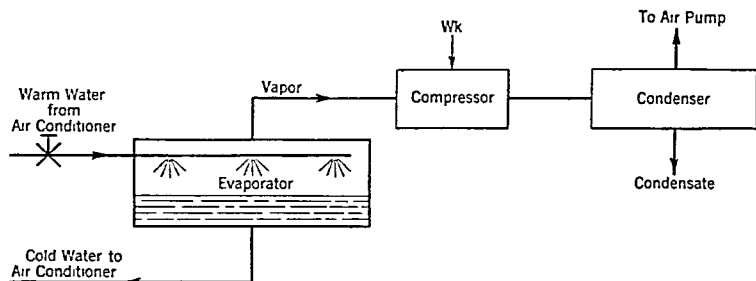 To Air Pump
Wk
Warm Water
from
Air Conditioner
Vapor
Compressor
Condenser
Evaporator
Condensate
Cold Water to
Air Conditioner